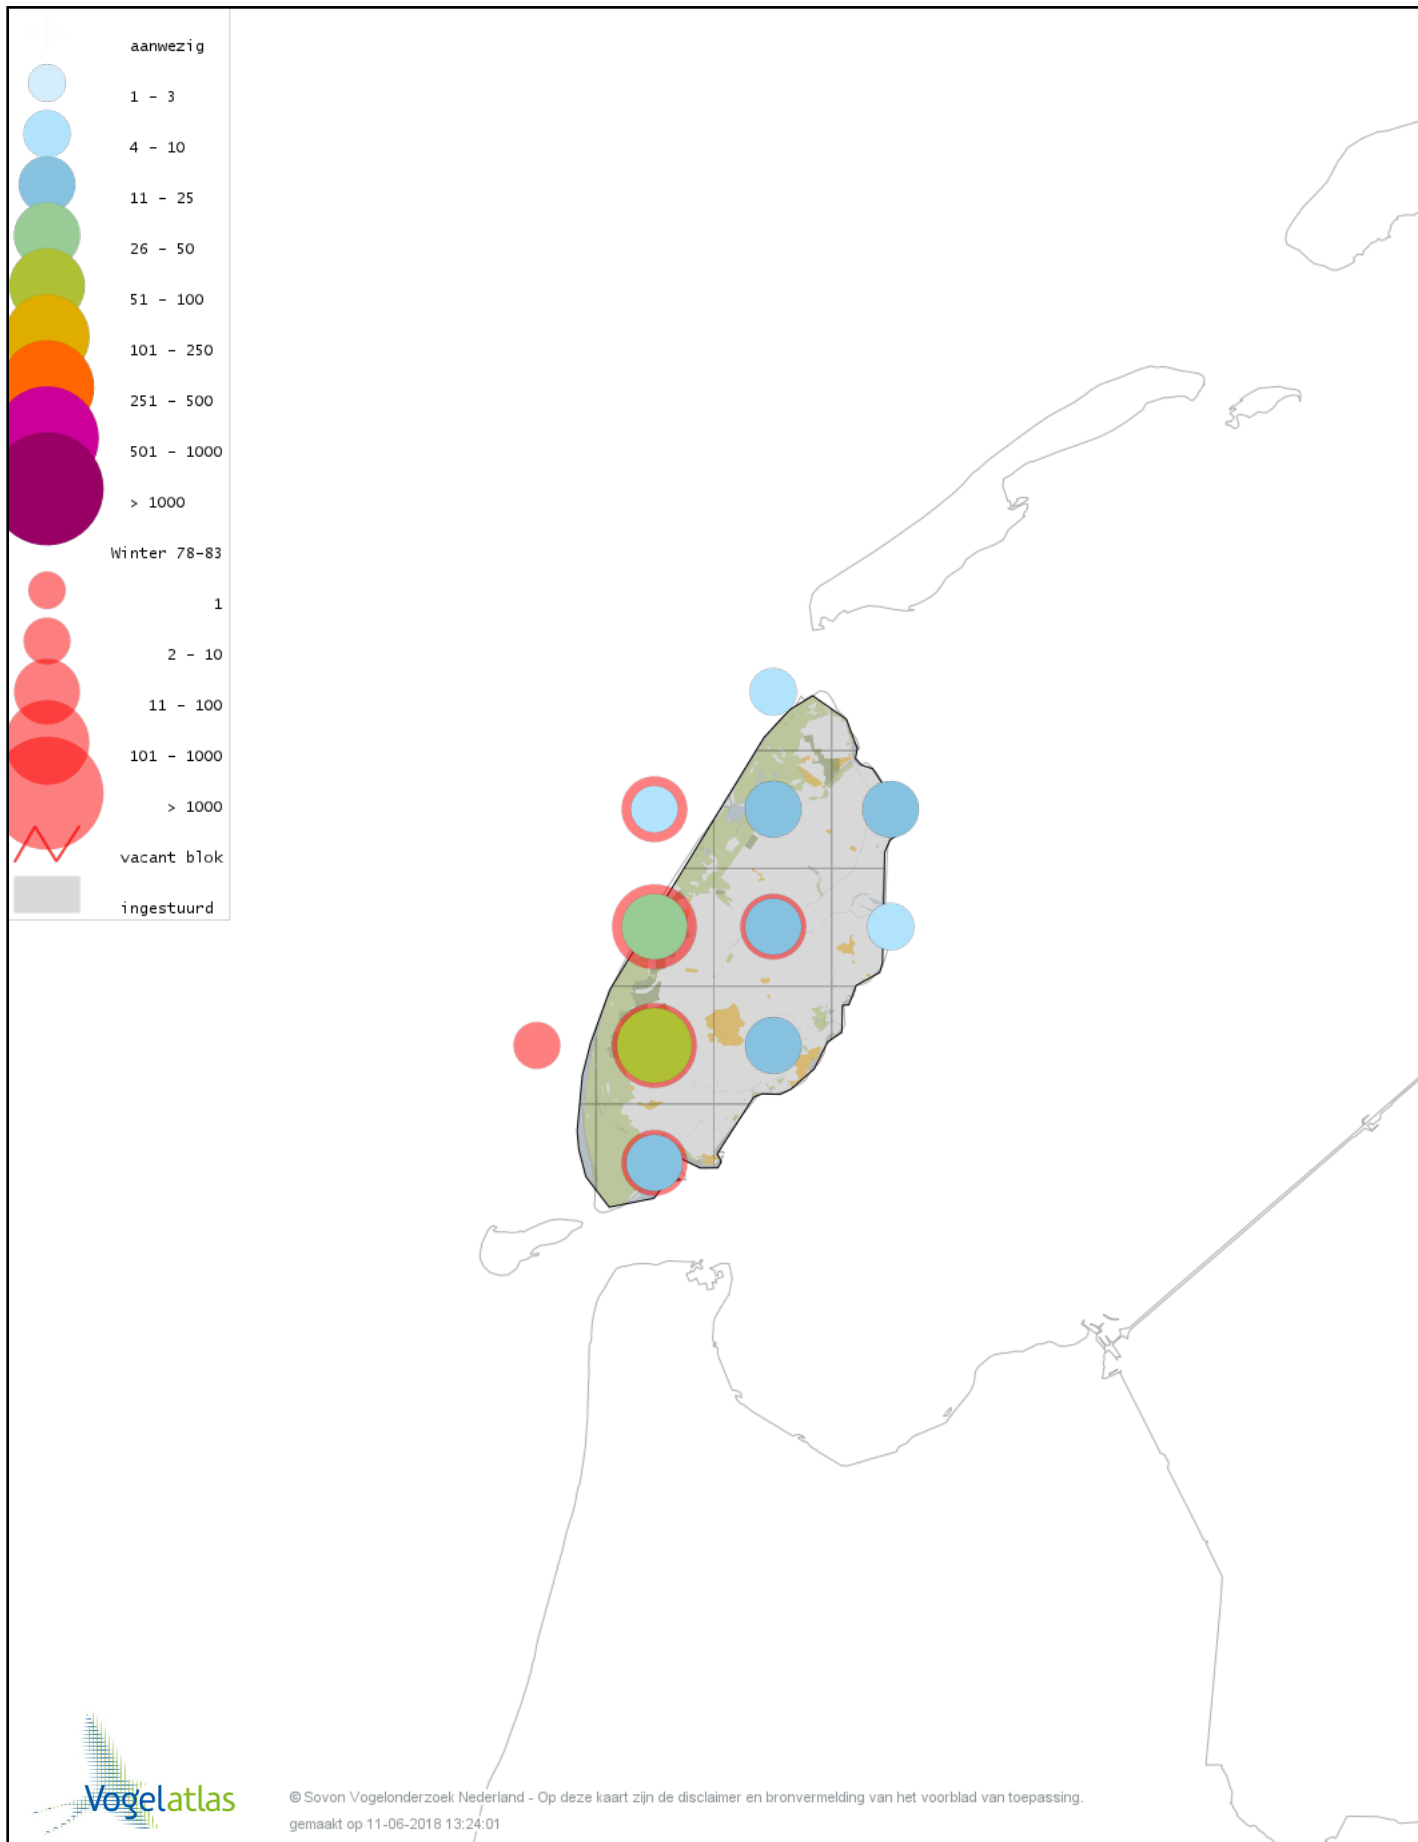 aanwezig
1 - 3
4 - 10
11 - 25
26 - 50
51 - 100
101 - 250
251 - 500
501 - 1000
> 1000
Winter 78-83
1
2 - 10
11 - 100
101 - 1000
> 1000
vacant blok
ingestuurd
Vogelatlas
© Sovon Vogelonderzoek Nederland - Op deze kaart zijn de disclaimer en bronvermelding van het voorblad van toepassing.
gemaakt op 11-06-2018 13:24:01